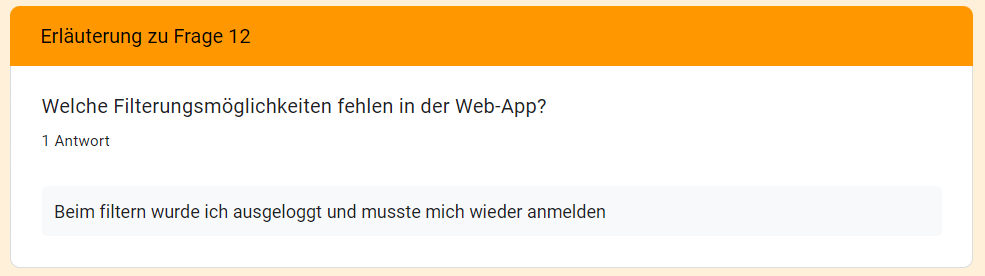 Erläuterung zu Frage 12
Welche Filterungsmöglichkeiten fehlen in der Web-App?
1 Antwort
Beim filtern wurde ich ausgeloggt und musste mich wieder anmelden